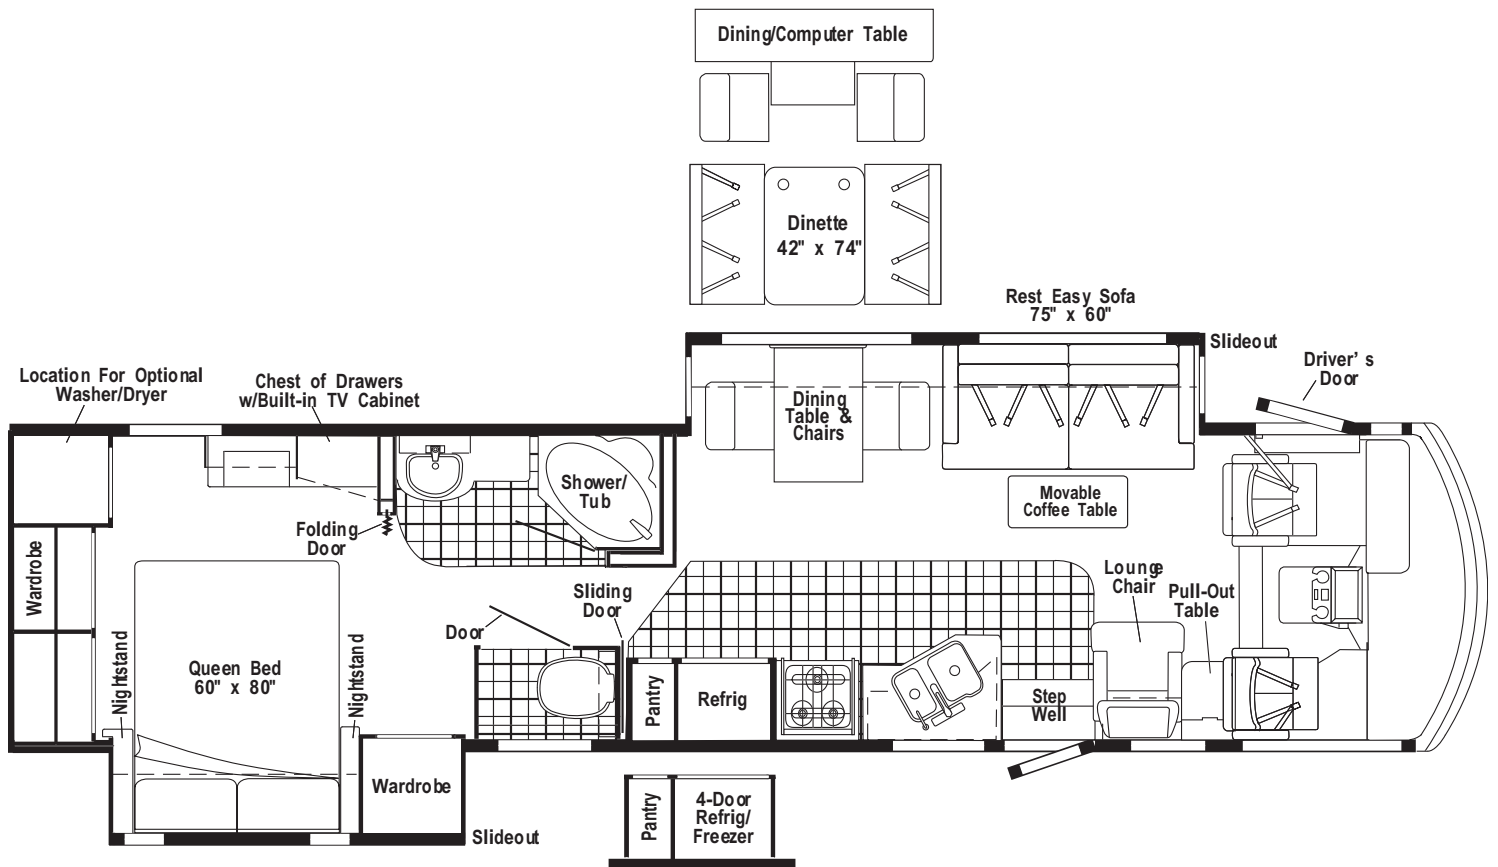 Dining/Computer Table
Dinette
42" x 74"
Rest Easy Sofa
75" x 60"
Slideout
Driver's
Door
Location For Optional
Washer/Dryer
Chest of Drawers
w/Built-in TV Cabinet
Dining
Table &
Chairs
Shower/
Tub
Movable
Coffee Table
Folding
Door
Wardrobe
Sliding
Door
Lounge
Chair
Pull-Out
Table
Door
Nightstand
Queen Bed
60" x 80"
Nightstand
Pantry
Refrig
Step
Well
Wardrobe
Slideout
Pantry
4-Door
Refrig/
Freezer